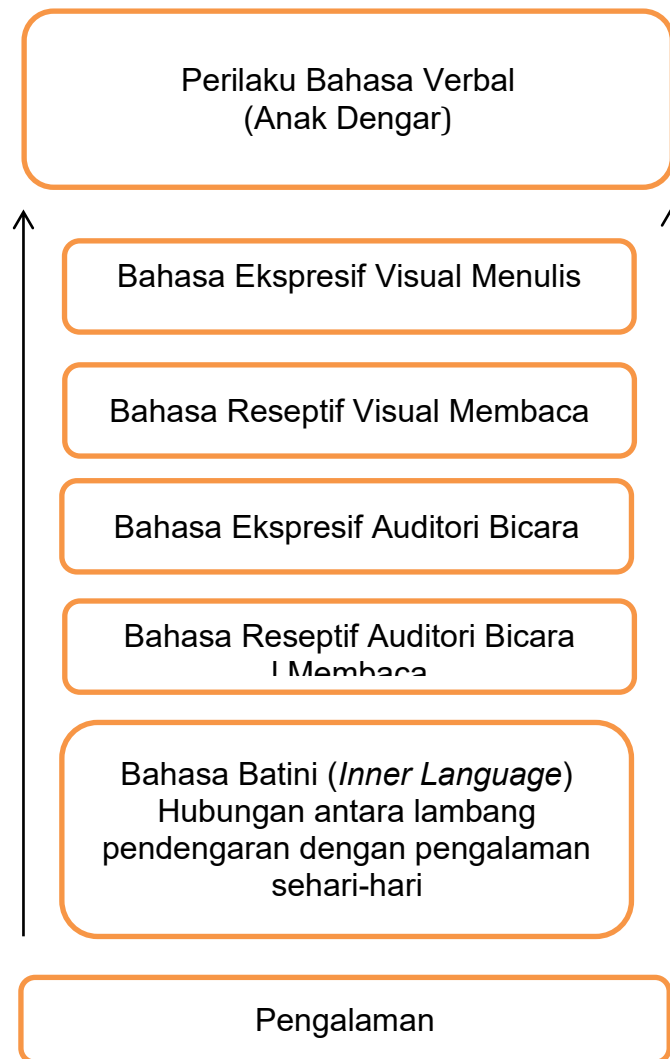 Perilaku Bahasa Verbal
(Anak Dengar)
Bahasa Ekspresif Visual Menulis
Bahasa Reseptif Visual Membaca
Bahasa Ekspresif Auditori Bicara
Bahasa Reseptif Auditori Bicara
Membaca
Bahasa Batini (Inner Language)
Hubungan antara lambang
pendengaran dengan pengalaman
sehari-hari
Pengalaman